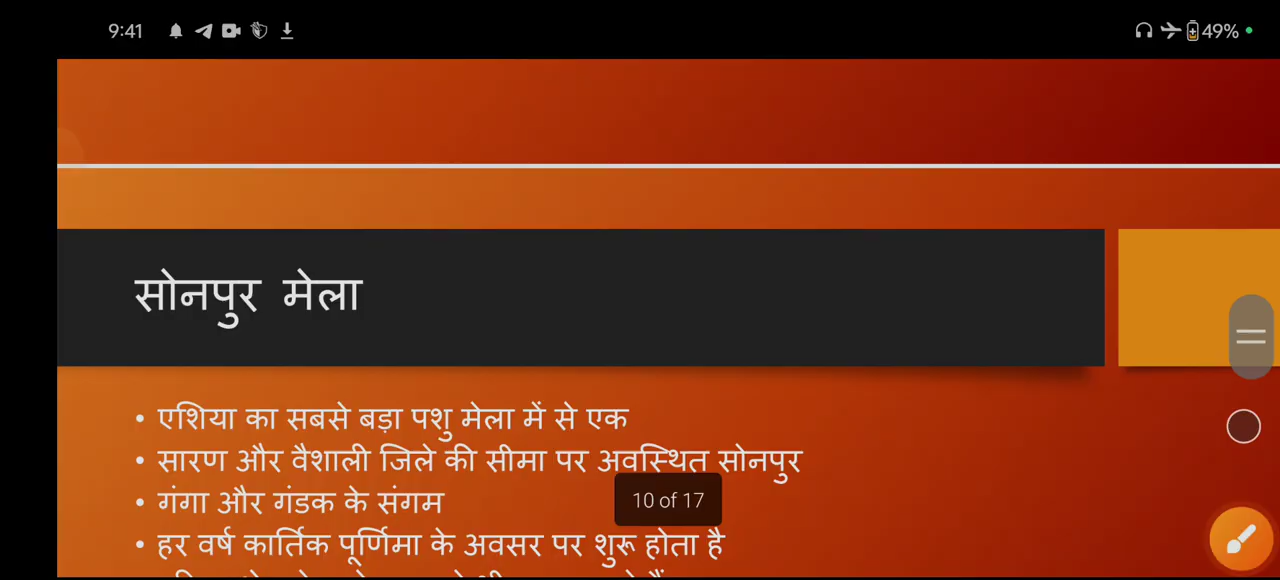 9:41
49%
सोनपुर मेला
• एशिया का सबसे बड़ा पशु मेला में से एक
• सारण और वैशाली जिले की सीमा पर अवस्थित सोनपुर
• गंगा और गंडक के संगम
10 of 17
• हर वर्ष कार्तिक पूर्णिमा के अवसर पर शुरू होता है